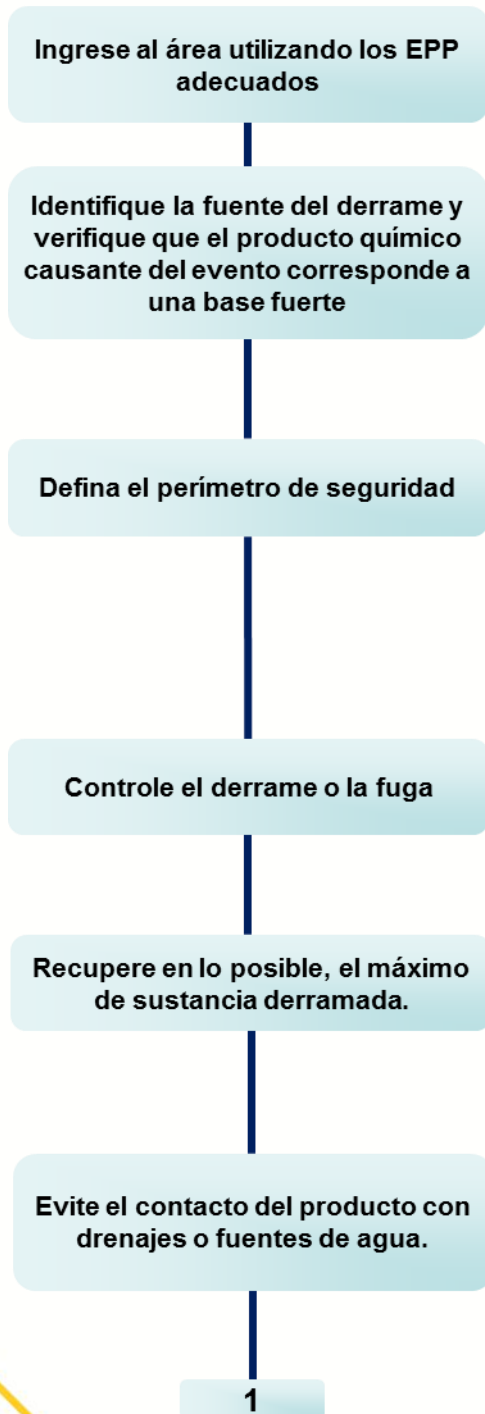 Ingrese al área utilizando los EPP
adecuados
Identifique la fuente del derrame y
verifique que el producto químico
causante del evento corresponde a
una base fuerte
Defina el perímetro de seguridad
Controle el derrame o la fuga
Recupere en lo posible, el máximo
de sustancia derramada.
Evite el contacto del producto con
drenajes o fuentes de agua.
1